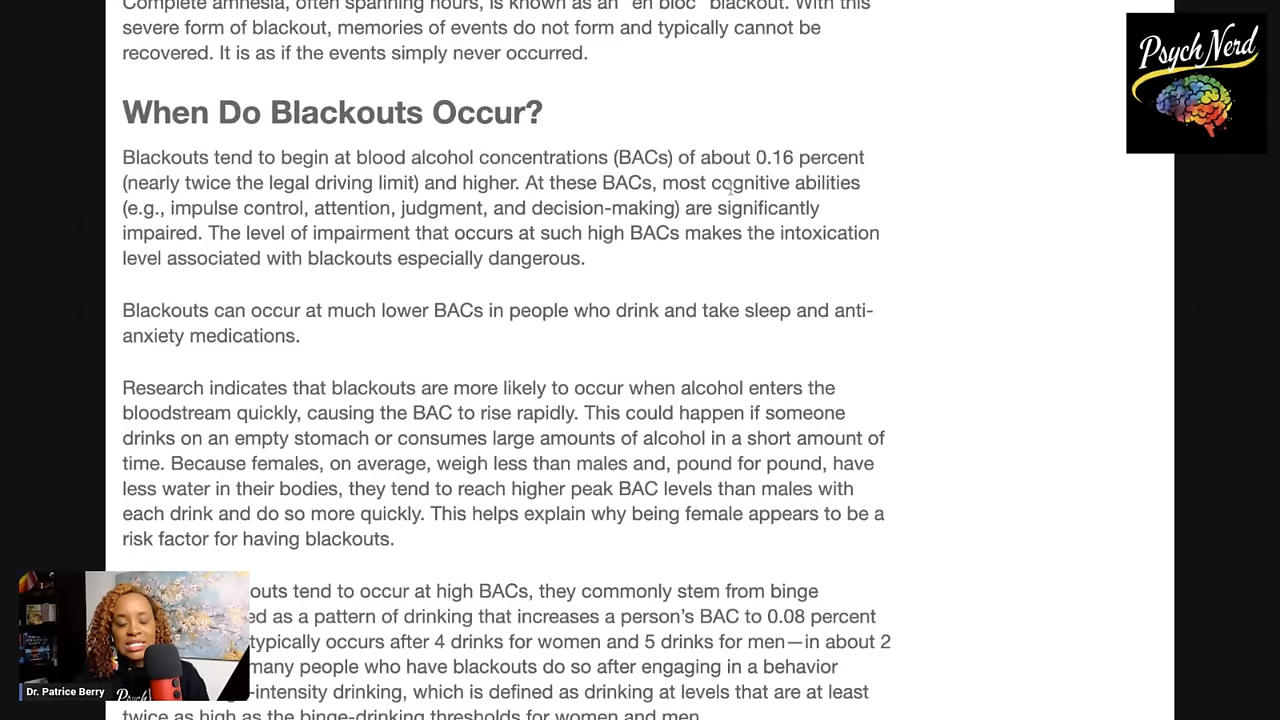 Complete amnesia, often spanning hours, is known as an "en bloc" blackout. With this
severe form of blackout, memories of events do not form and typically cannot be
recovered. It is as if the events simply never occurred.
Psych Nerd
When Do Blackouts Occur?
Blackouts tend to begin at blood alcohol concentrations (BACs) of about 0.16 percent
(nearly twice the legal driving limit) and higher. At these BACs, most cognitive abilities
(e.g., impulse control, attention, judgment, and decision-making) are significantly
impaired. The level of impairment that occurs at such high BACs makes the intoxication
level associated with blackouts especially dangerous.
Blackouts can occur at much lower BACs in people who drink and take sleep and anti-
anxiety medications.
Research indicates that blackouts are more likely to occur when alcohol enters the
bloodstream quickly, causing the BAC to rise rapidly. This could happen if someone
drinks on an empty stomach or consumes large amounts of alcohol in a short amount of
time. Because females, on average, weigh less than males and, pound for pound, have
less water in their bodies, they tend to reach higher peak BAC levels than males with
each drink and do so more quickly. This helps explain why being female appears to be a
risk factor for having blackouts.
outs tend to occur at high BACs, they commonly stem from binge
ed as a pattern of drinking that increases a person's BAC to 0.08 percent
typically occurs after 4 drinks for women and 5 drinks for men—in about 2
many people who have blackouts do so after engaging in a behavior
-intensity drinking, which is defined as drinking at levels that are at least
twice as high as the binge-drinking thresholds for women and men.
Dr. Patrice Berry
Psych